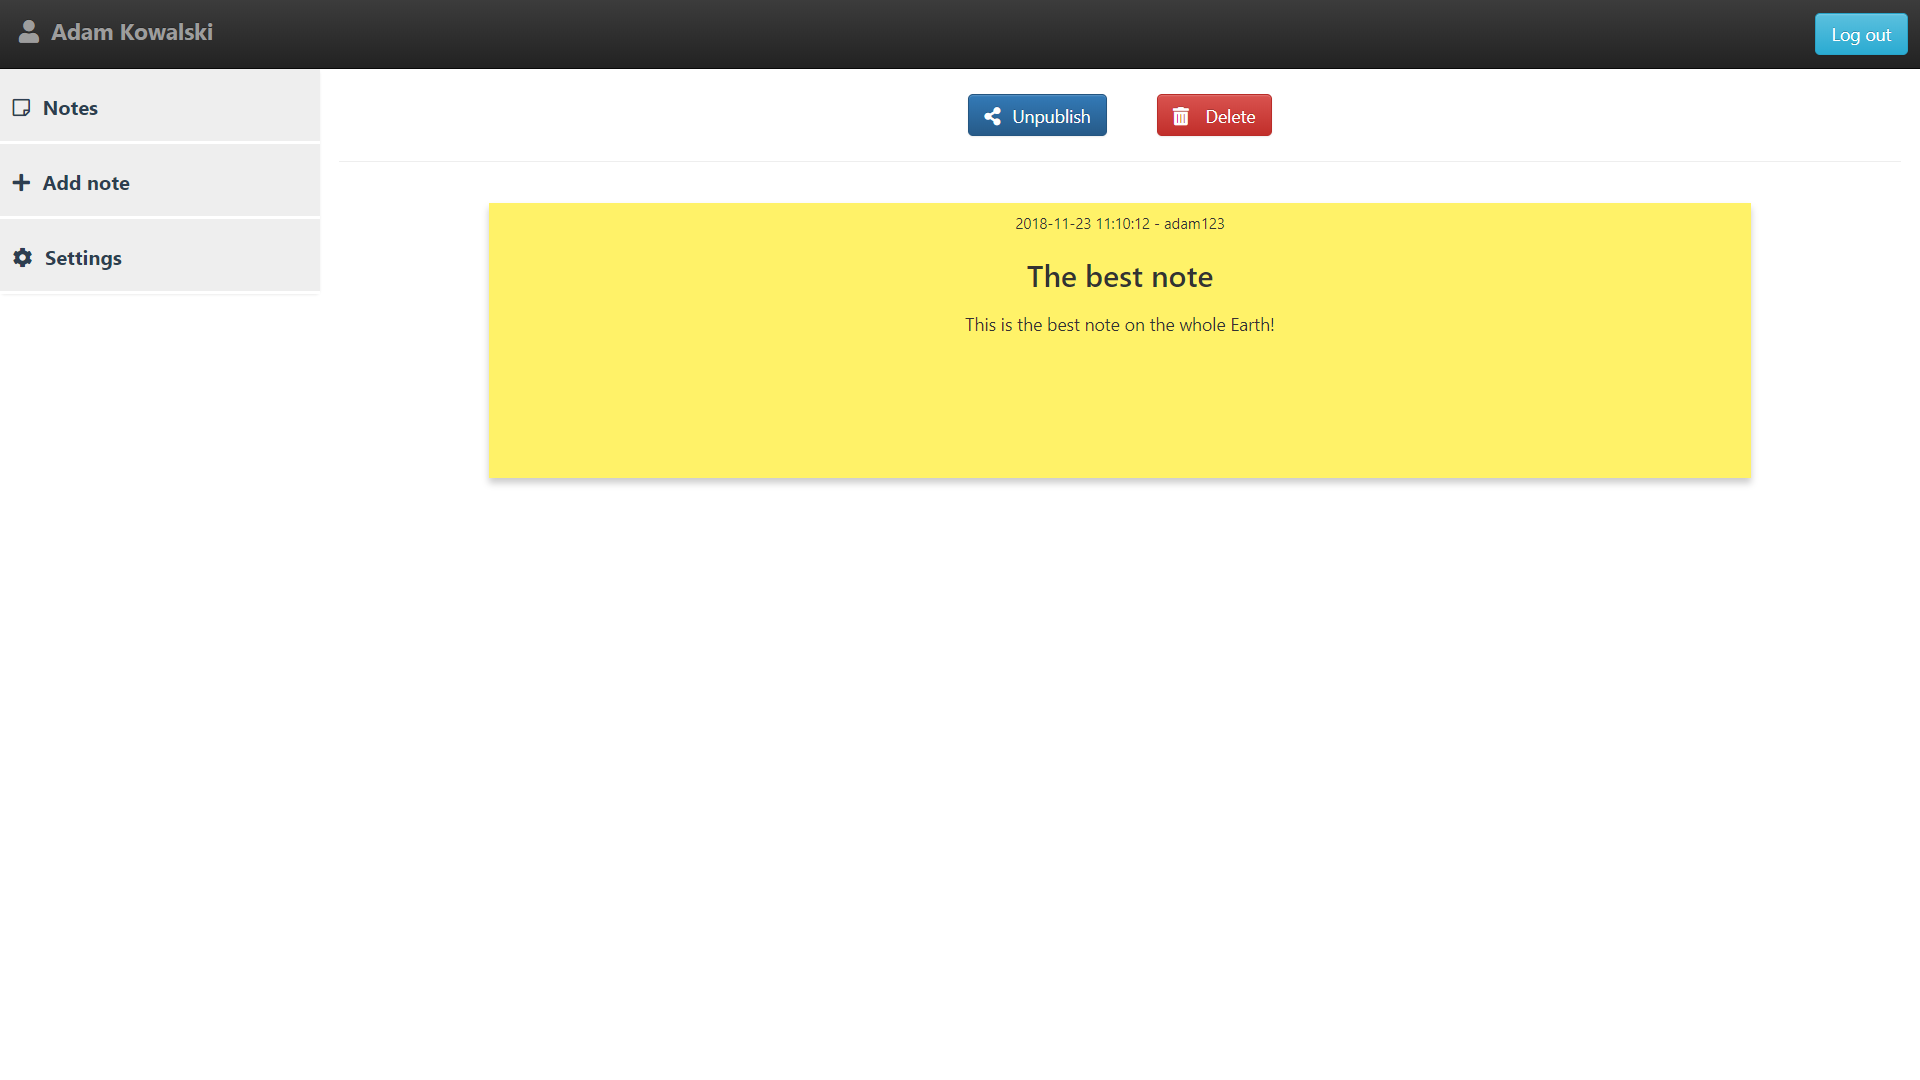 Adam Kowalski
Log out
Notes
Add note
Settings
Unpublish
Delete
2018-11-23 11:10:12 - adam123
The best note
This is the best note on the whole Earth!